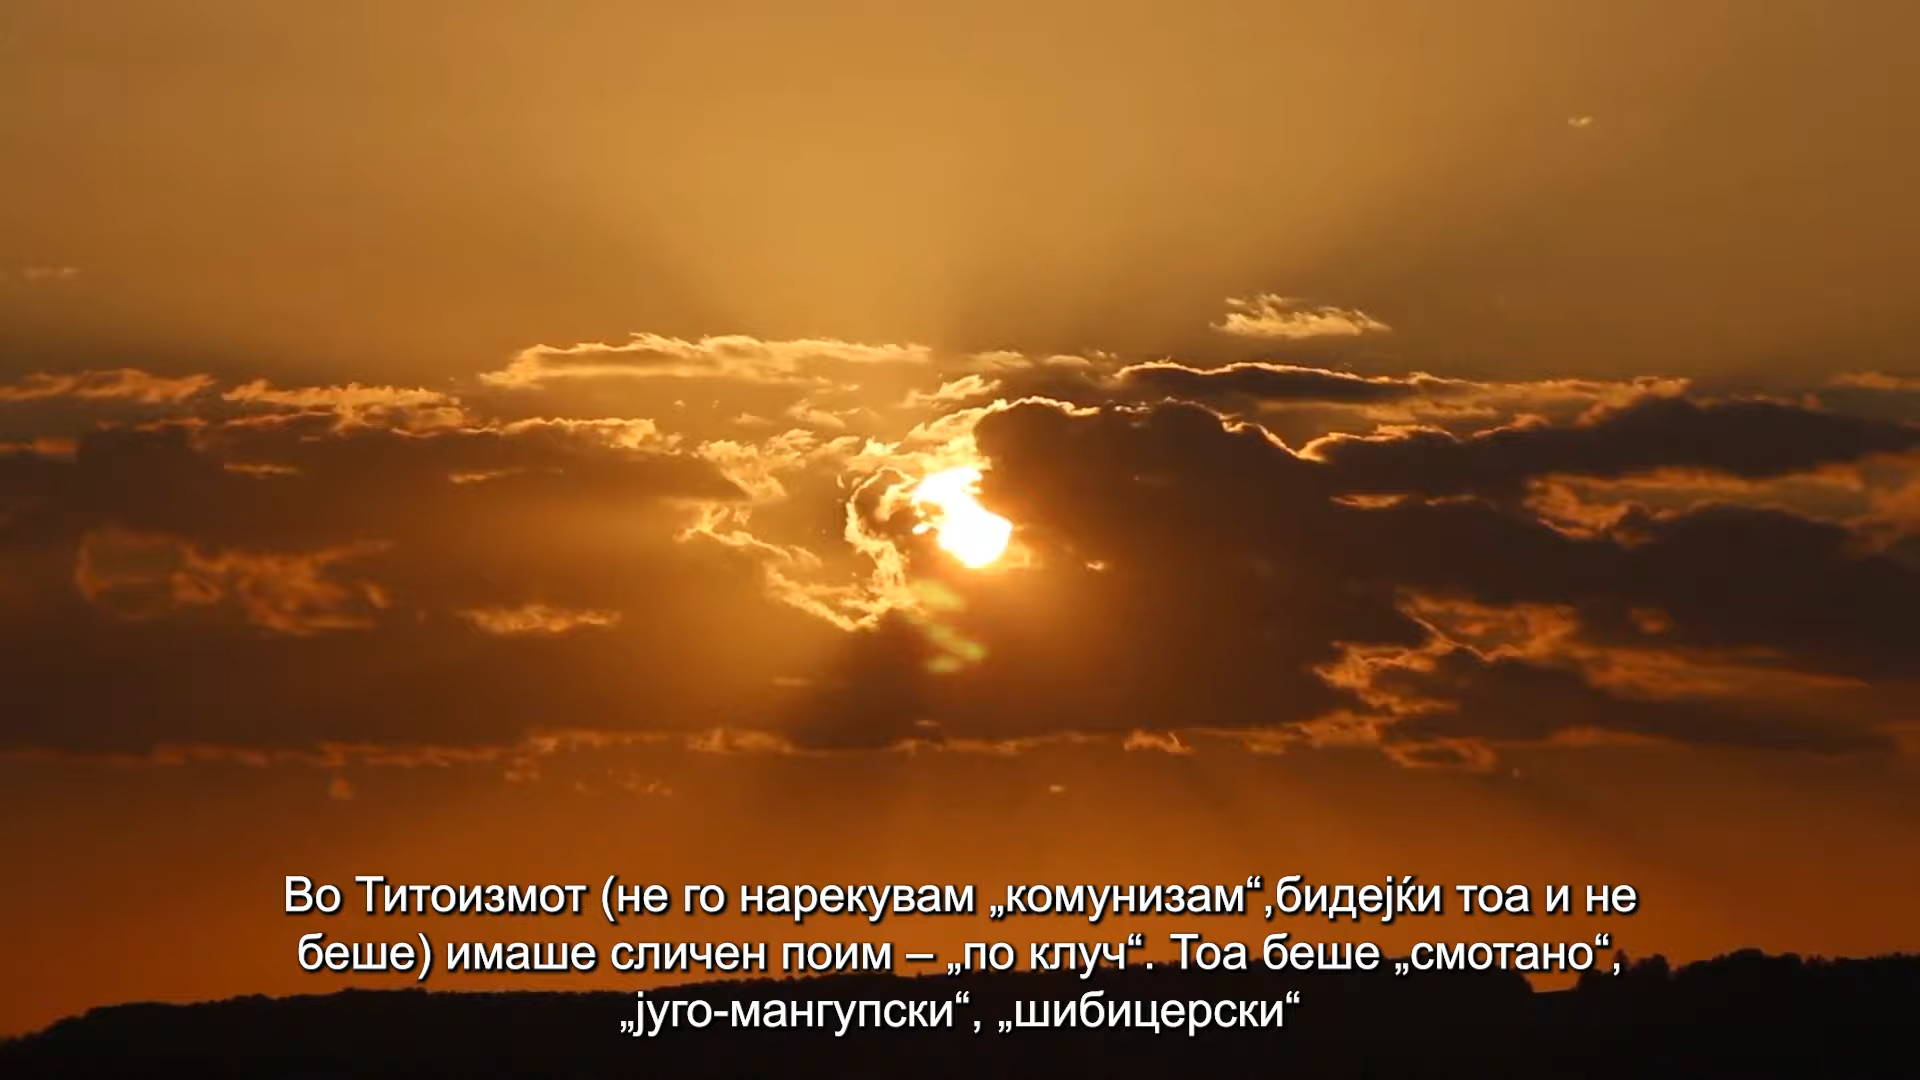 Во Титоизмот (не го нарекувам „комунизам“,бидејќи тоа и не
беше) имаше сличен поим – „по клуч“. Тоа беше „смотано“,
„југо-мангупски“, „шибицерски“